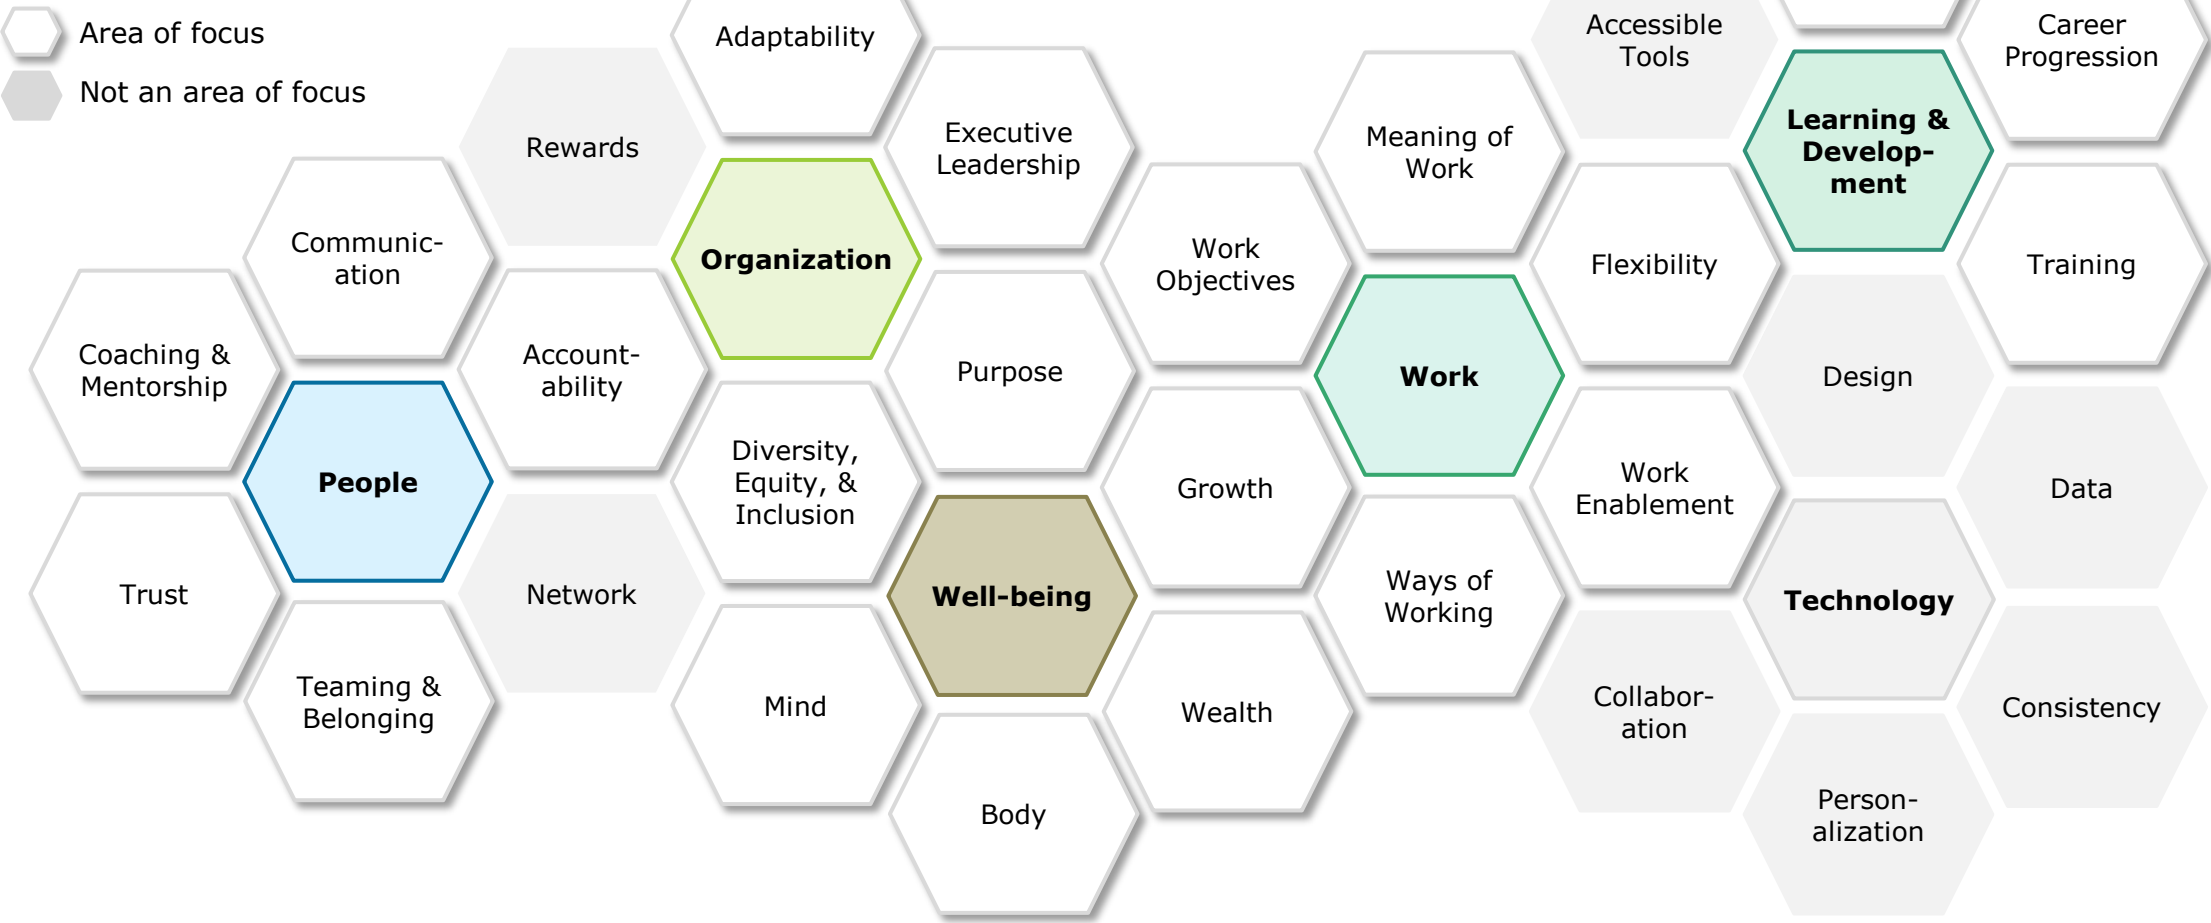 Area of focus
Not an area of focus
Adaptability
Accessible
Tools
Career
Progression
Rewards
Executive
Leadership
Meaning of
Work
Learning &
Develop-
ment
Communic-
ation
Organization
Work
Objectives
Flexibility
Training
Coaching &
Mentorship
Account-
ability
Purpose
Work
Design
People
Diversity,
Equity, &
Inclusion
Growth
Work
Enablement
Data
Trust
Network
Well-being
Ways of
Working
Technology
Teaming &
Belonging
Mind
Wealth
Collabor-
ation
Consistency
Body
Person-
alization